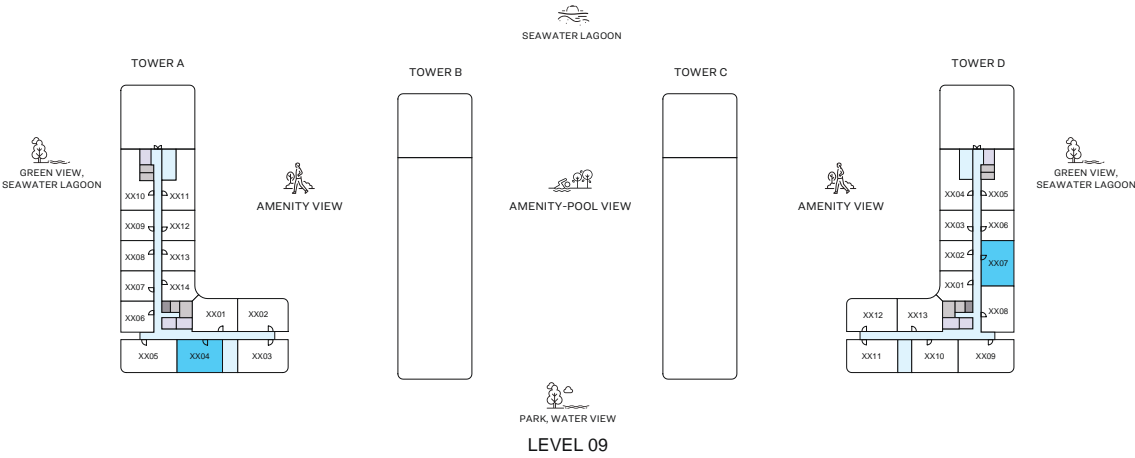 SEAWATER LAGOON
TOWER A
TOWER B
TOWER C
TOWER D
GREEN VIEW,
SEAWATER LAGOON
AMENITY VIEW
AMENITY-POOL VIEW
AMENITY VIEW
GREEN VIEW,
SEAWATER LAGOON
XX10 XX11
XX09 XX12
XX08 XX13
XX07 XX14
XX06 XX01 XX02
XX05 XX04 XX03
XX04 XX05
XX03 XX06
XX02 XX07
XX01
XX12 XX13 XX08
XX11 XX10 XX09
PARK, WATER VIEW
LEVEL 09